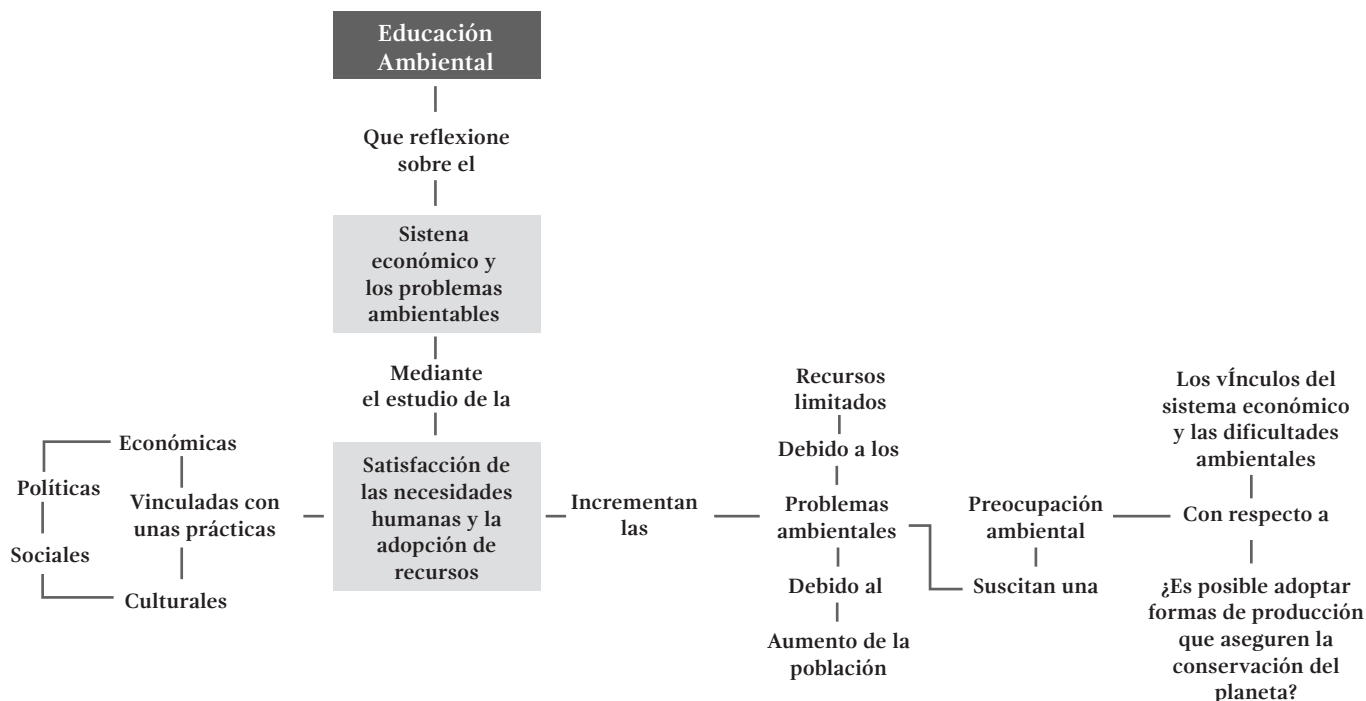 Educación
Ambiental
Que reflexione
sobre el
Sistena
económico y
los problemas
ambientables
Mediante
el estudio de la
Satisfacción de
las necesidades
humanas y la
adopción de
recursos
Económicas
Políticas
Vinculadas con
unas prácticas
Sociales
Culturales
Incrementan
las
Recursos
limitados
Debido a los
Problemas
ambientales
Debido al
Aumento de la
población
Preocupación
ambiental
Suscitan una
Los vÍnculos del
sistema económico
y las dificultades
ambientales
Con respecto a
¿Es posible adoptar
formas de producción
que aseguren la
conservación del
planeta?